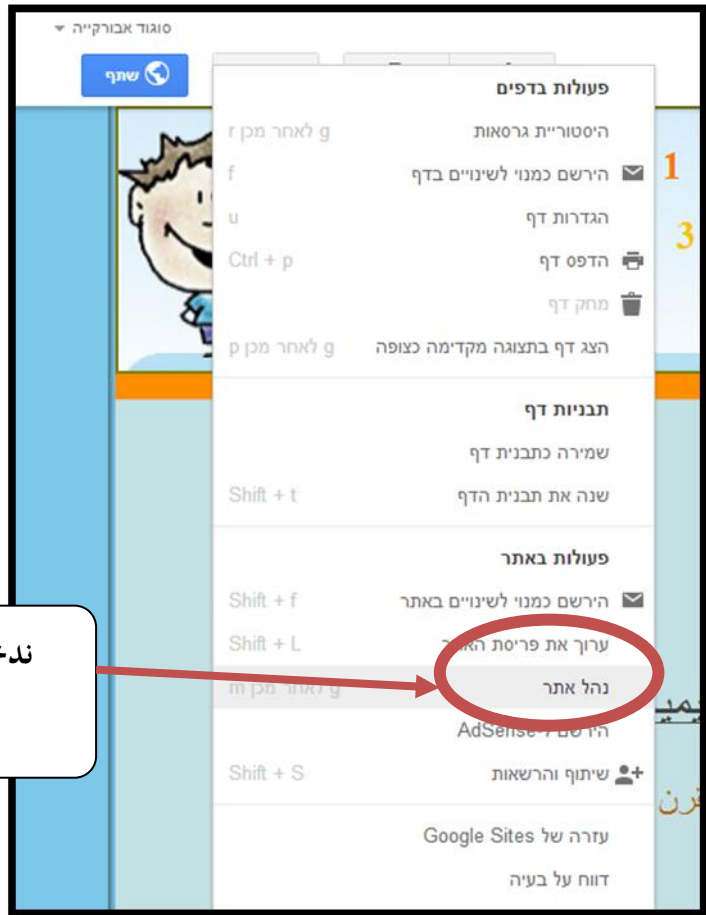 סוגוד אבורקייה
שתף
פעולות בדפים
היסטוריית גרסאות g לאחר מכן r
הירשם כמנוי לשינויים בדף f
הגדרות דף u
הדפס דף Ctrl + p
מחק דף
הצג דף בתצוגה מקדימה כצופה g לאחר מכן p
תבניות דף
שמירה כתבנית דף
שנה את תבנית הדף Shift + t
פעולות באתר
הירשם כמנוי לשינויים באתר Shift + f
ערוך את פריסת האתר Shift + L
נהל אתר g לאחר מכן m
הירשם ל-AdSense
שיתוף והרשאות Shift + S
עזרה של Google Sites
דווח על בעיה
1
3